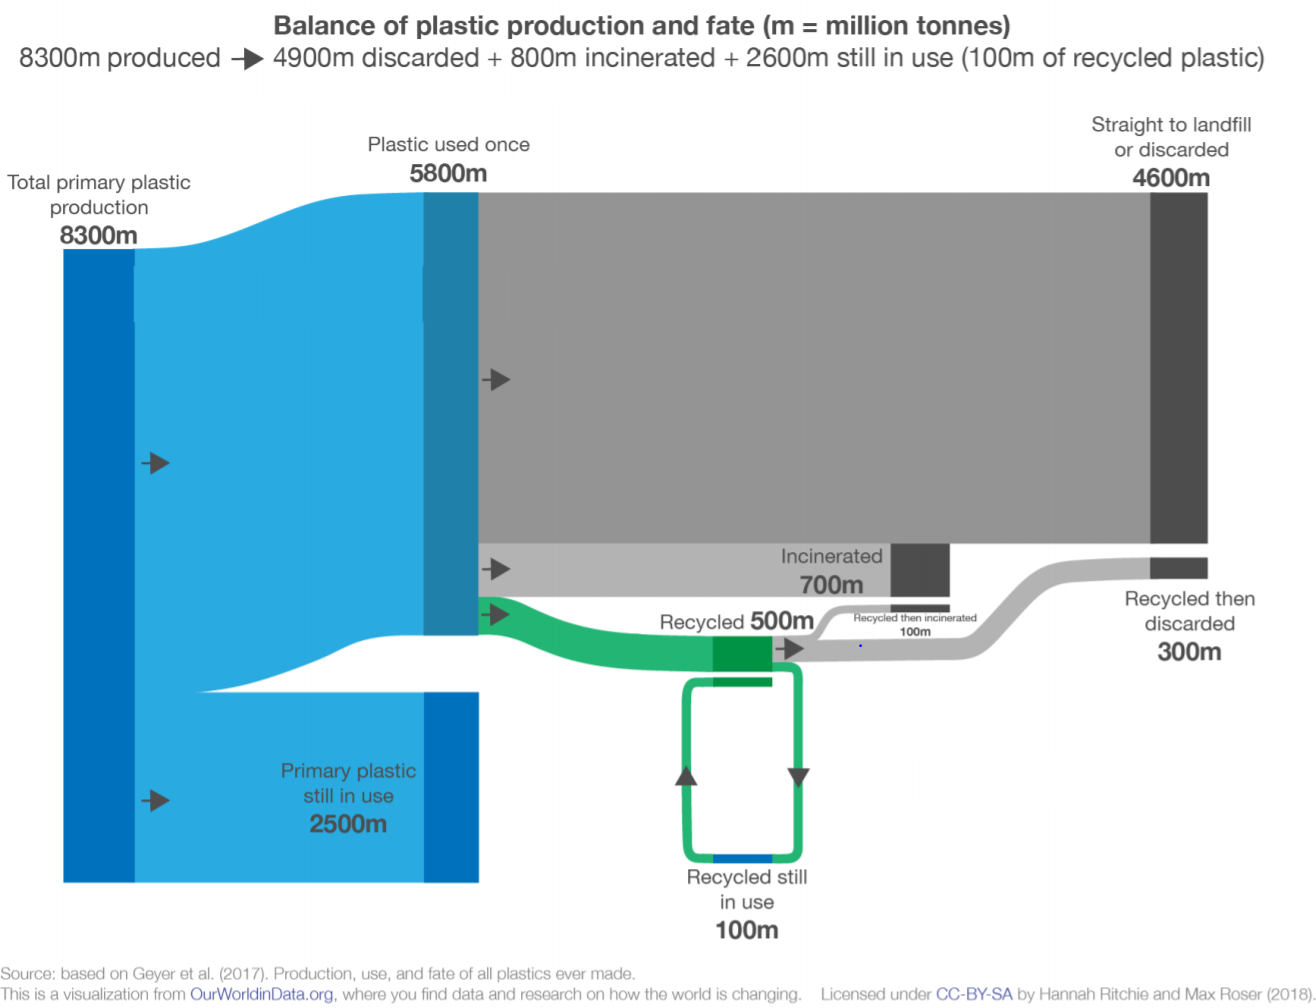 Balance of plastic production and fate (m = million tonnes)
8300m produced → 4900m discarded + 800m incinerated + 2600m still in use (100m of recycled plastic)
Straight to landfill
or discarded
4600m
Plastic used once
5800m
Total primary plastic
production
8300m
Incinerated
700m
Recycled then incinerated
100m
Recycled 500m
Recycled then
discarded
300m
Primary plastic
still in use
2500m
Recycled still
in use
100m
Source: based on Geyer et al. (2017). Production, use, and fate of all plastics ever made.
This is a visualization from OurWorldinData.org, where you find data and research on how the world is changing.
Licensed under CC-BY-SA by Hannah Ritchie and Max Roser (2018).